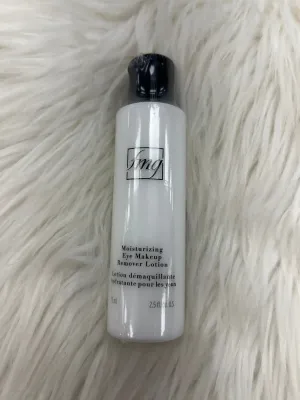 fmg
Moisturizing
Eye Makeup
Remover Lotion
Lotion démaquillante
hydratante pour les yeux